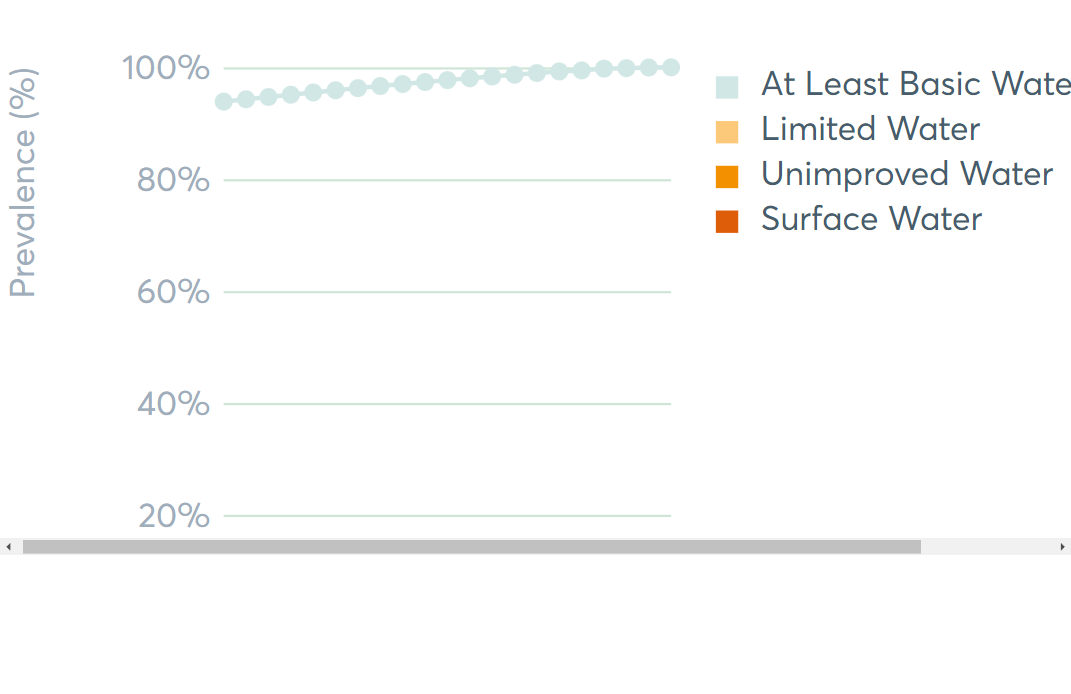 Prevalence (%)
100%
80%
60%
40%
20%
At Least Basic Wate
Limited Water
Unimproved Water
Surface Water